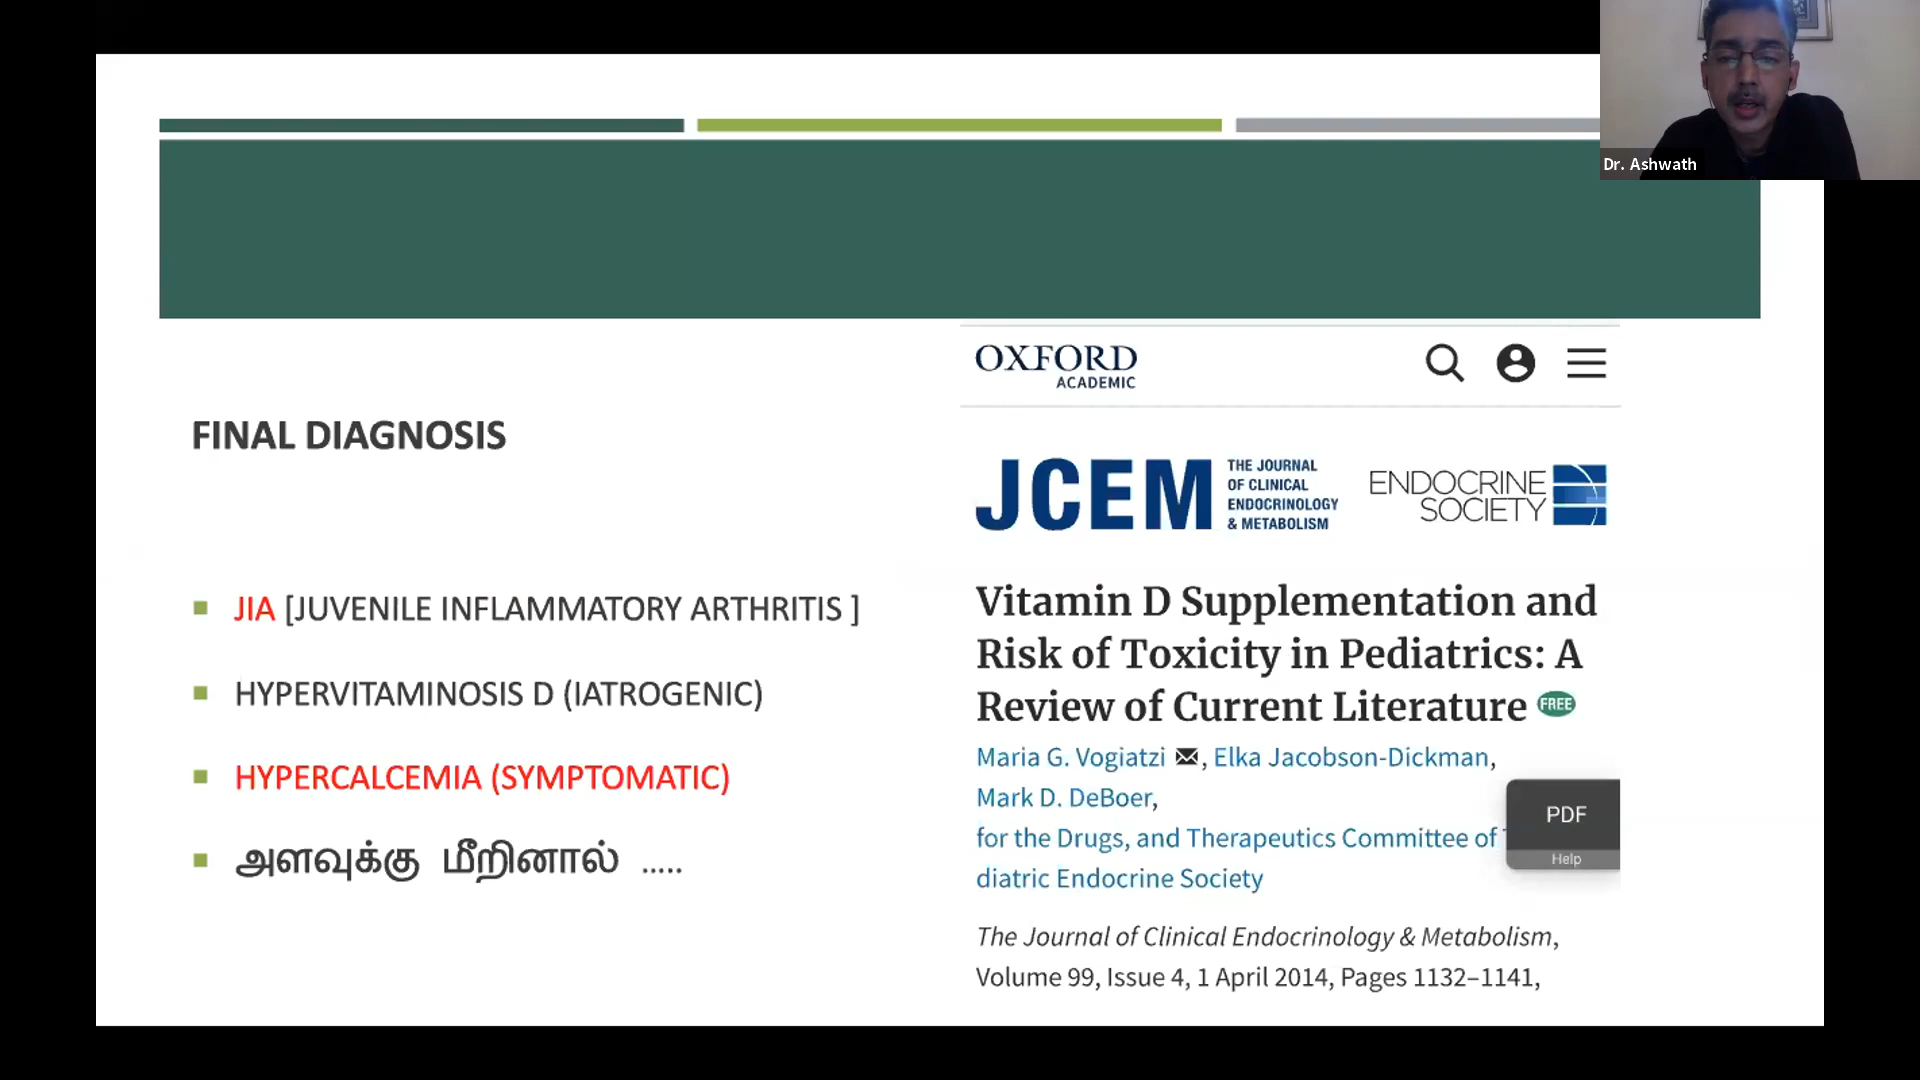 Dr. Ashwath
FINAL DIAGNOSIS
JIA [JUVENILE INFLAMMATORY ARTHRITIS ]
HYPERVITAMINOSIS D (IATROGENIC)
HYPERCALCEMIA (SYMPTOMATIC)
அளவுக்கு மீறினால் .....
OXFORD
ACADEMIC
JCEM
THE JOURNAL
OF CLINICAL
ENDOCRINOLOGY
& METABOLISM
ENDOCRINE
SOCIETY
Vitamin D Supplementation and
Risk of Toxicity in Pediatrics: A
Review of Current Literature FREE
Maria G. Vogiatzi, Elka Jacobson-Dickman,
Mark D. DeBoer,
for the Drugs, and Therapeutics Committee of
diatric Endocrine Society
PDF
Help
The Journal of Clinical Endocrinology & Metabolism,
Volume 99, Issue 4, 1 April 2014, Pages 1132–1141,